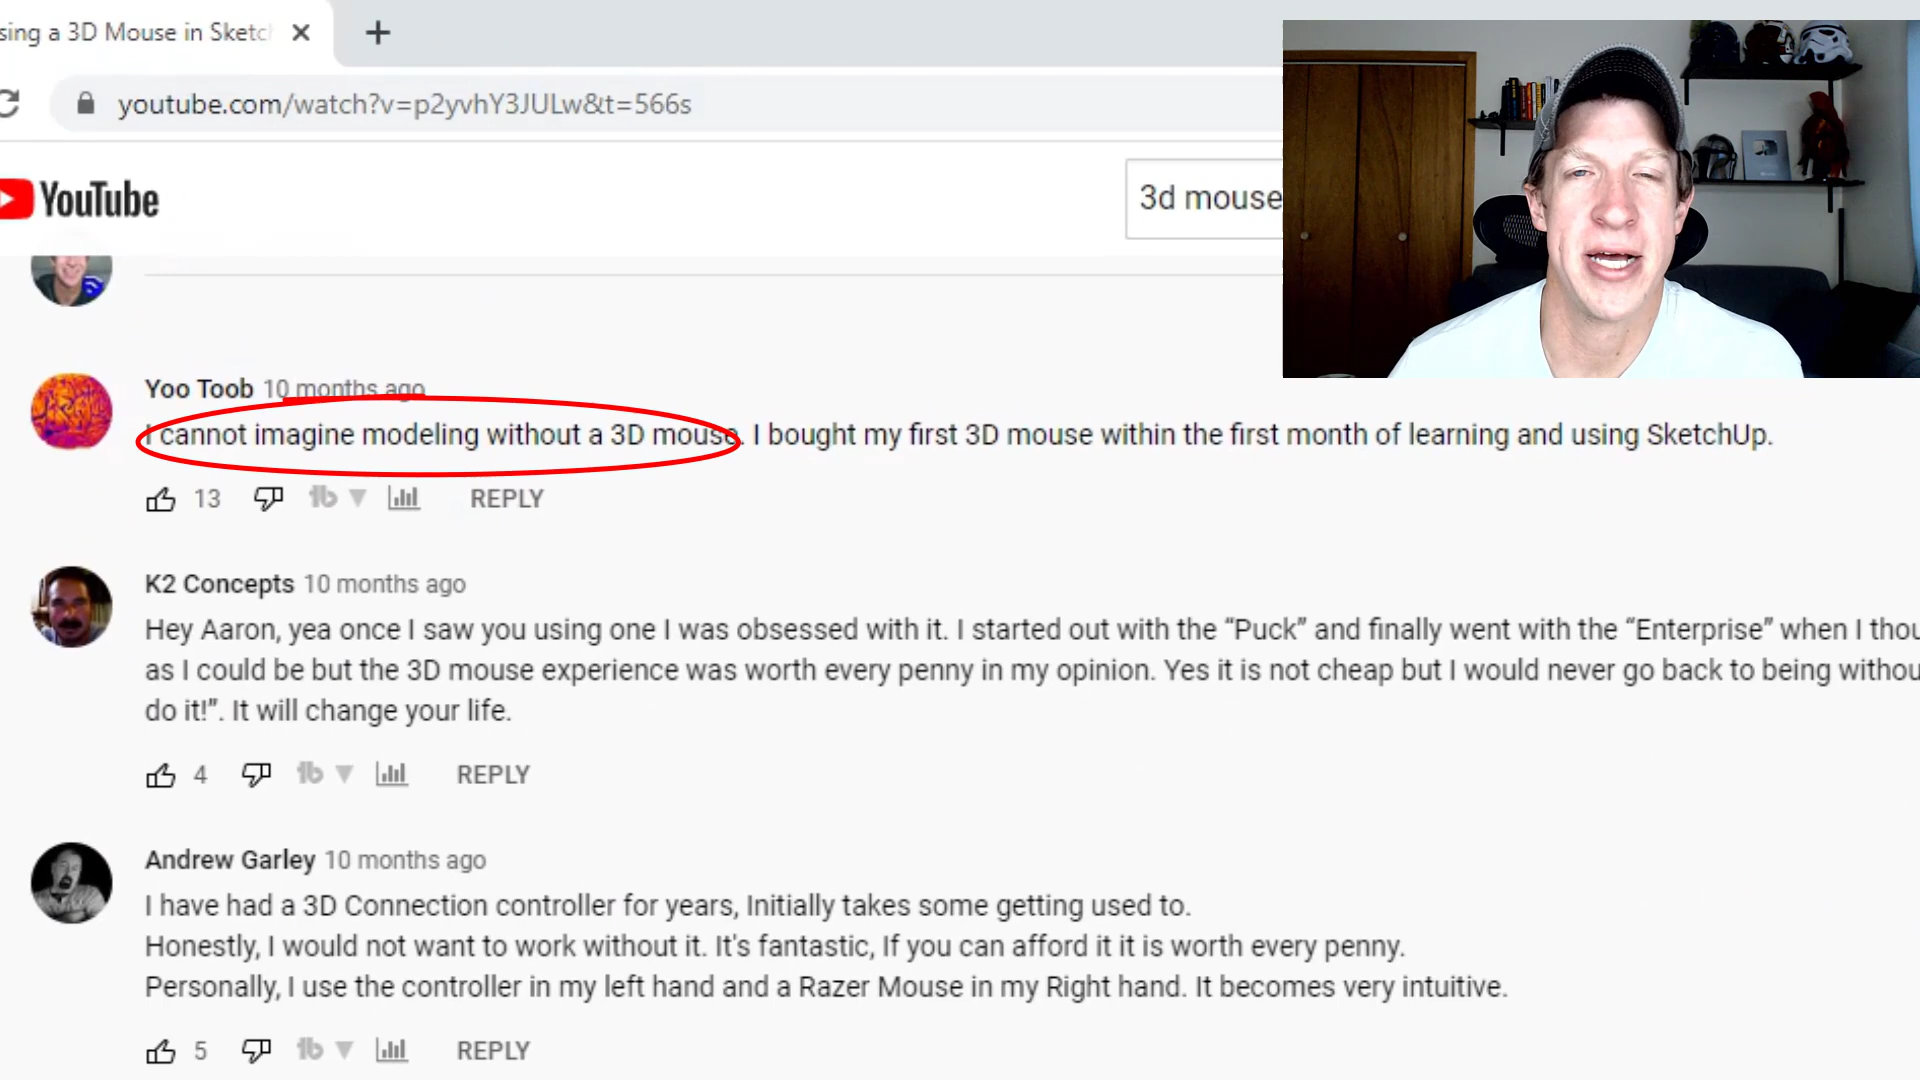 sing a 3D Mouse in Sketch
youtube.com/watch?v=p2yvhY3JULw&t=566s
YouTube
3d mouse
Yoo Toob 10 months ago
I cannot imagine modeling without a 3D mouse. I bought my first 3D mouse within the first month of learning and using SketchUp.
13 REPLY
K2 Concepts 10 months ago
Hey Aaron, yea once I saw you using one I was obsessed with it. I started out with the “Puck” and finally went with the “Enterprise” when I thou
as I could be but the 3D mouse experience was worth every penny in my opinion. Yes it is not cheap but I would never go back to being withou
do it!”. It will change your life.
4 REPLY
Andrew Garley 10 months ago
I have had a 3D Connection controller for years, Initially takes some getting used to.
Honestly, I would not want to work without it. It's fantastic, If you can afford it it is worth every penny.
Personally, I use the controller in my left hand and a Razer Mouse in my Right hand. It becomes very intuitive.
5 REPLY